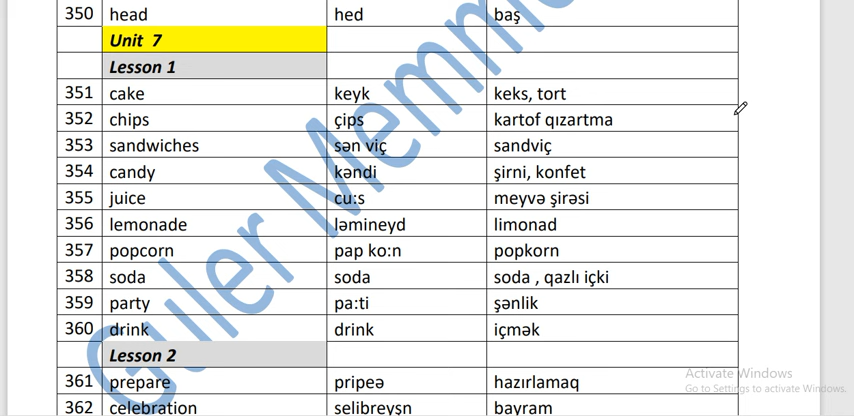 350 head hed baş
Unit 7
Lesson 1
351 cake keyk keks, tort
352 chips çips kartof qızartma
353 sandwiches sən viç sandviç
354 candy kəndi şirni, konfet
355 juice cu:s meyvə şirəsi
356 lemonade ləmineyd limonad
357 popcorn pap ko:n popkorn
358 soda soda soda , qazlı içki
359 party pa:ti şənlik
360 drink drink içmək
Lesson 2
361 prepare pripeə hazırlamaq
362 celebration selibreyşn bayram
Guler Memm
Activate Windows
Go to Settings to activate Windows.